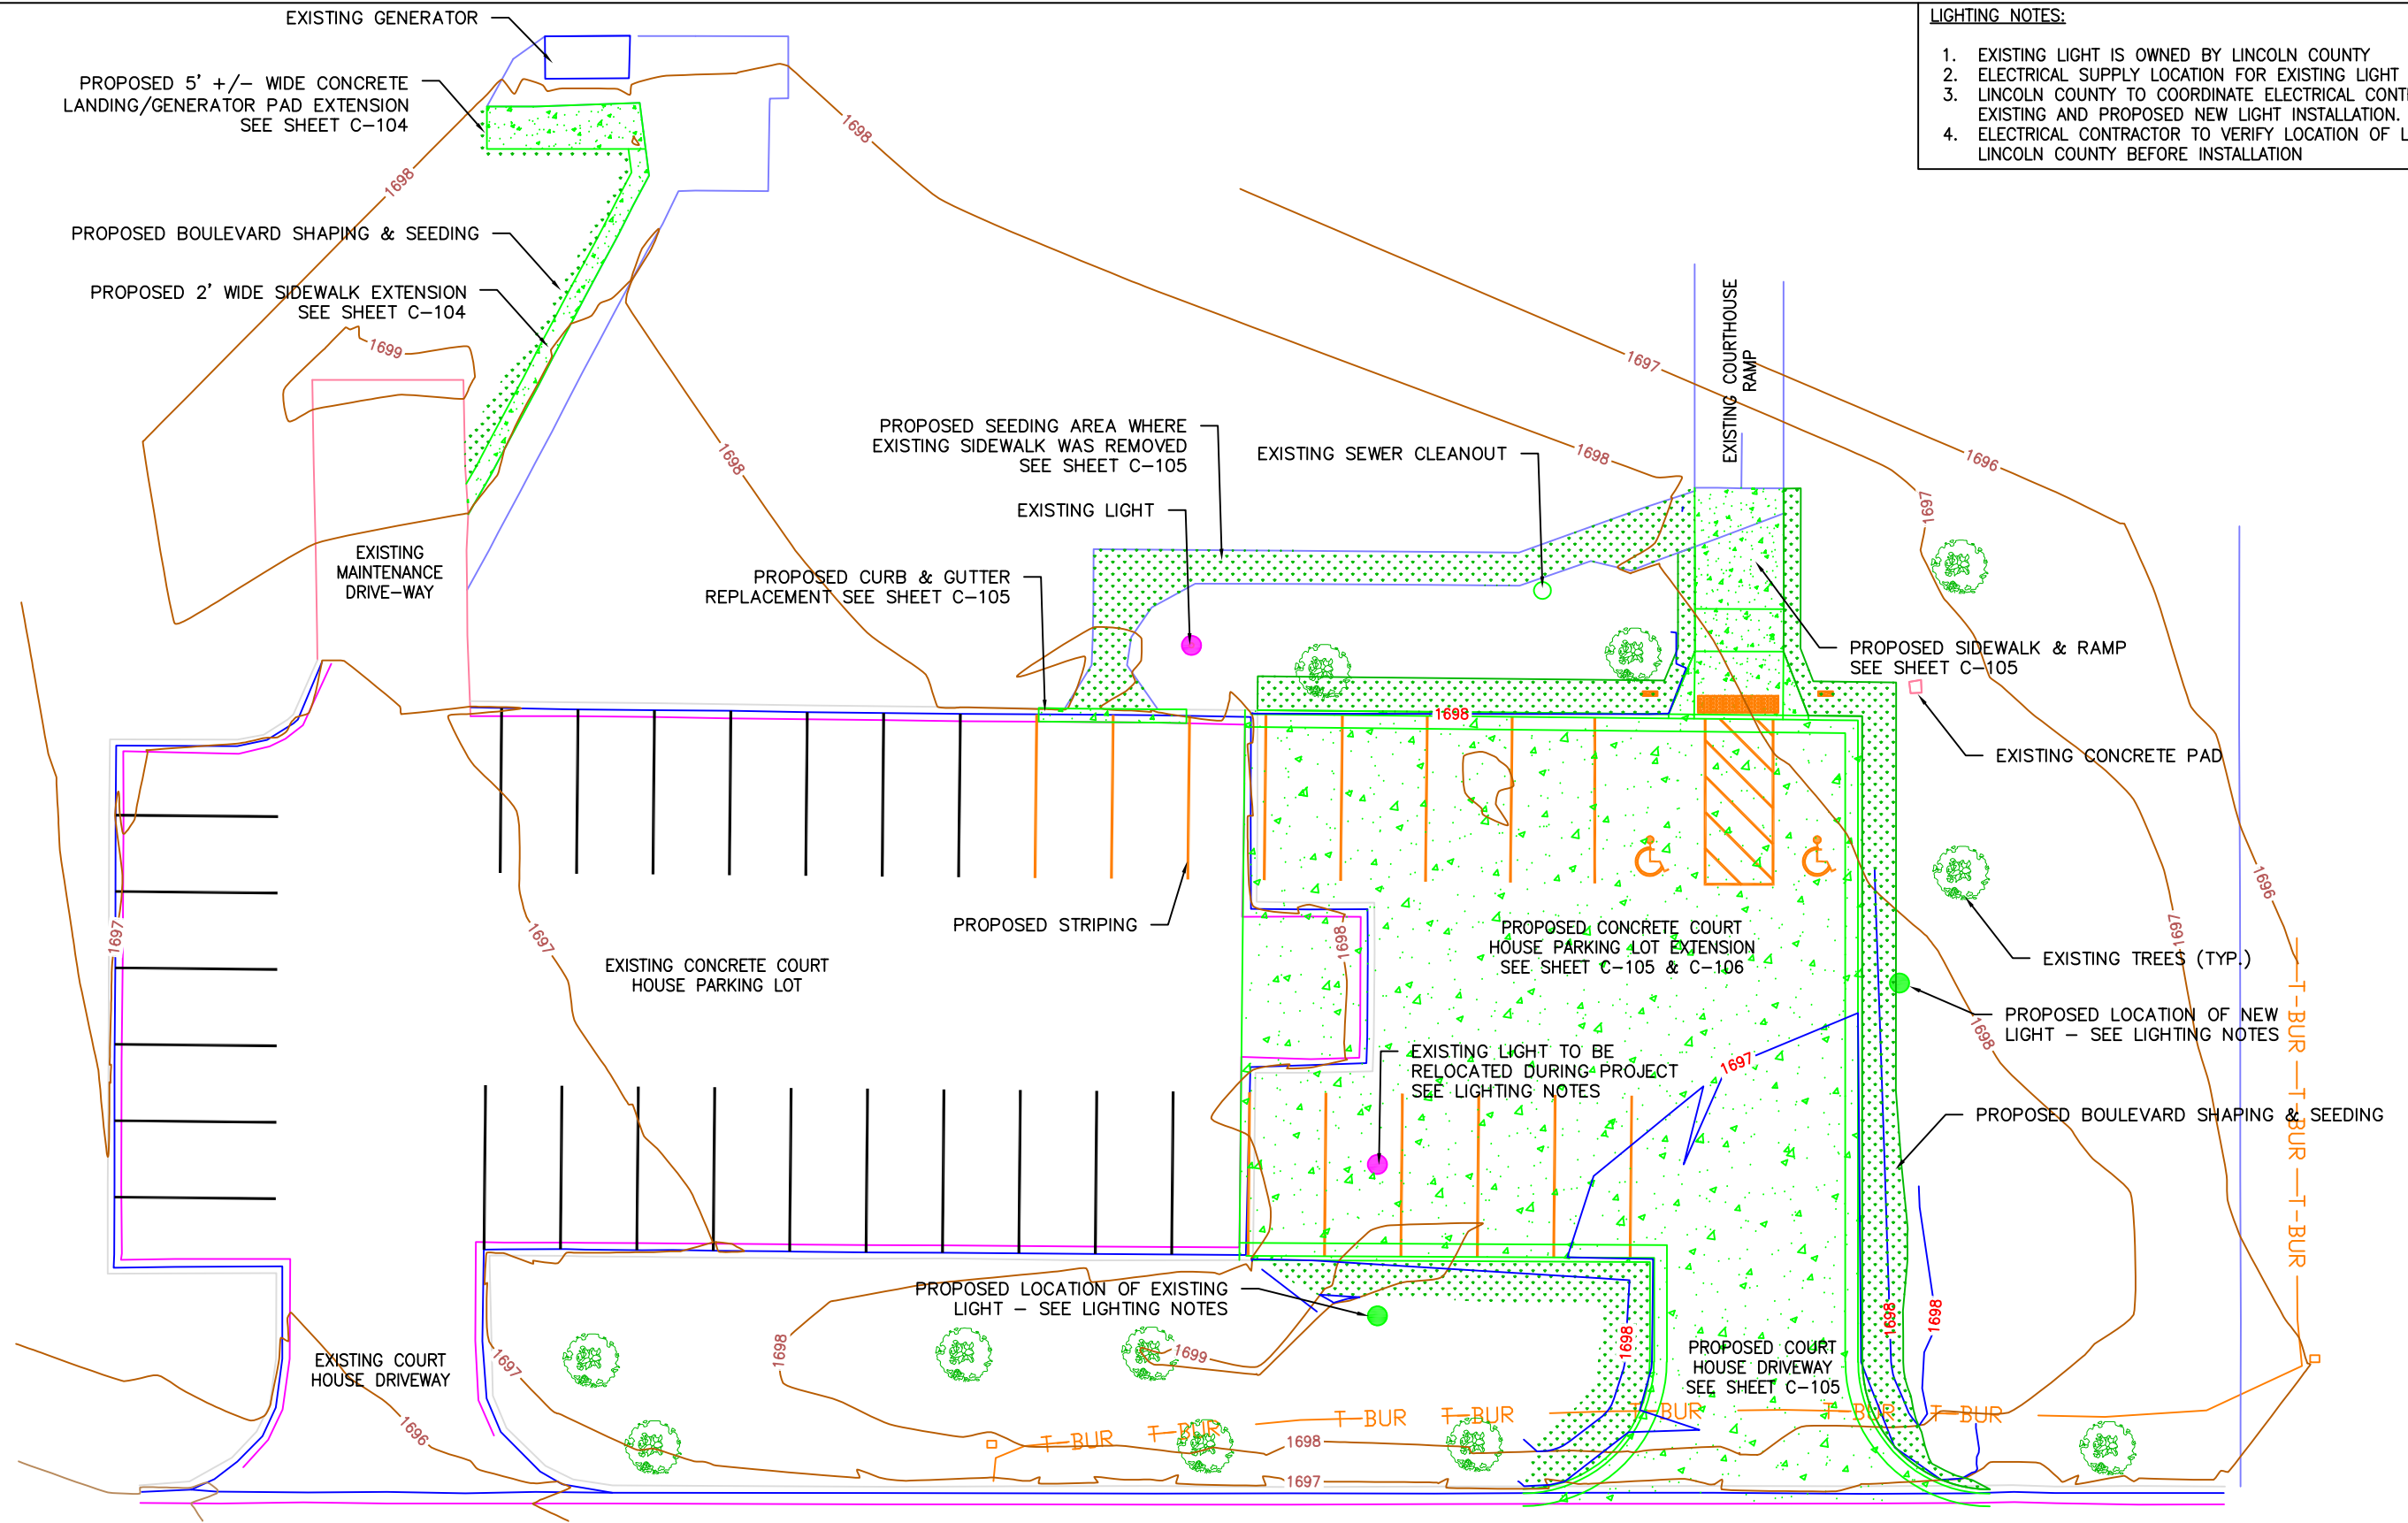 EXISTING GENERATOR
PROPOSED 5' +/- WIDE CONCRETE
LANDING/GENERATOR PAD EXTENSION
SEE SHEET C-104
LIGHTING NOTES:
1. EXISTING LIGHT IS OWNED BY LINCOLN COUNTY
2. ELECTRICAL SUPPLY LOCATION FOR EXISTING LIGHT
3. LINCOLN COUNTY TO COORDINATE ELECTRICAL
EXISTING AND PROPOSED NEW LIGHT INSTALLATION.
4. ELECTRICAL CONTRACTOR TO VERIFY LOCATION OF
LINCOLN COUNTY BEFORE INSTALLATION
1698
1698
PROPOSED BOULEVARD SHAPING & SEEDING
PROPOSED 2' WIDE SIDEWALK EXTENSION
SEE SHEET C-104
1699
1697
EXISTING COURTHOUSE
RAMP
1698
PROPOSED SEEDING AREA WHERE
EXISTING SIDEWALK WAS REMOVED
SEE SHEET C-105
EXISTING SEWER CLEANOUT
1698
1696
1697
EXISTING LIGHT
EXISTING
MAINTENANCE
DRIVE-WAY
PROPOSED CURB & GUTTER
REPLACEMENT SEE SHEET C-105
PROPOSED SIDEWALK & RAMP
SEE SHEET C-105
1698
EXISTING CONCRETE PAD
1696
1697
1697
1697
PROPOSED STRIPING
1698
PROPOSED CONCRETE COURT
HOUSE PARKING LOT EXTENSION
SEE SHEET C-105 & C-106
EXISTING TREES (TYP.)
EXISTING CONCRETE COURT
HOUSE PARKING LOT
PROPOSED LOCATION OF NEW
LIGHT - SEE LIGHTING NOTES
1698
T-BUR
T-BUR
T-BUR
EXISTING LIGHT TO BE
RELOCATED DURING PROJECT
SEE LIGHTING NOTES
1697
PROPOSED BOULEVARD SHAPING & SEEDING
PROPOSED LOCATION OF EXISTING
LIGHT - SEE LIGHTING NOTES
1698
1698
1698
1698
1699
1697
EXISTING COURT
HOUSE DRIVEWAY
PROPOSED COURT
HOUSE DRIVEWAY
SEE SHEET C-105
1696
T-BUR
T-BUR
T-BUR
T-BUR
T-BUR
T-BUR
T-BUR
1698
1697